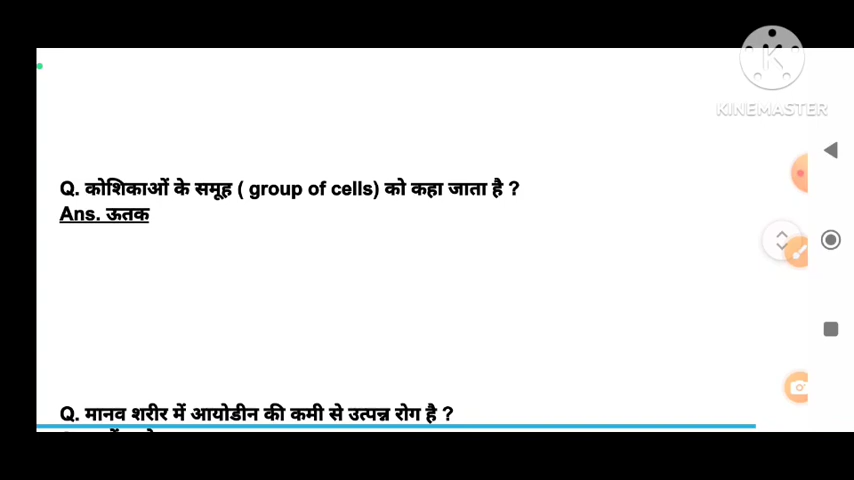 KINEMASTER
Q. कोशिकाओं के समूह ( group of cells) को कहा जाता है ?
Ans. ऊतक
Q. मानव शरीर में आयोडीन की कमी से उत्पन्न रोग है ?